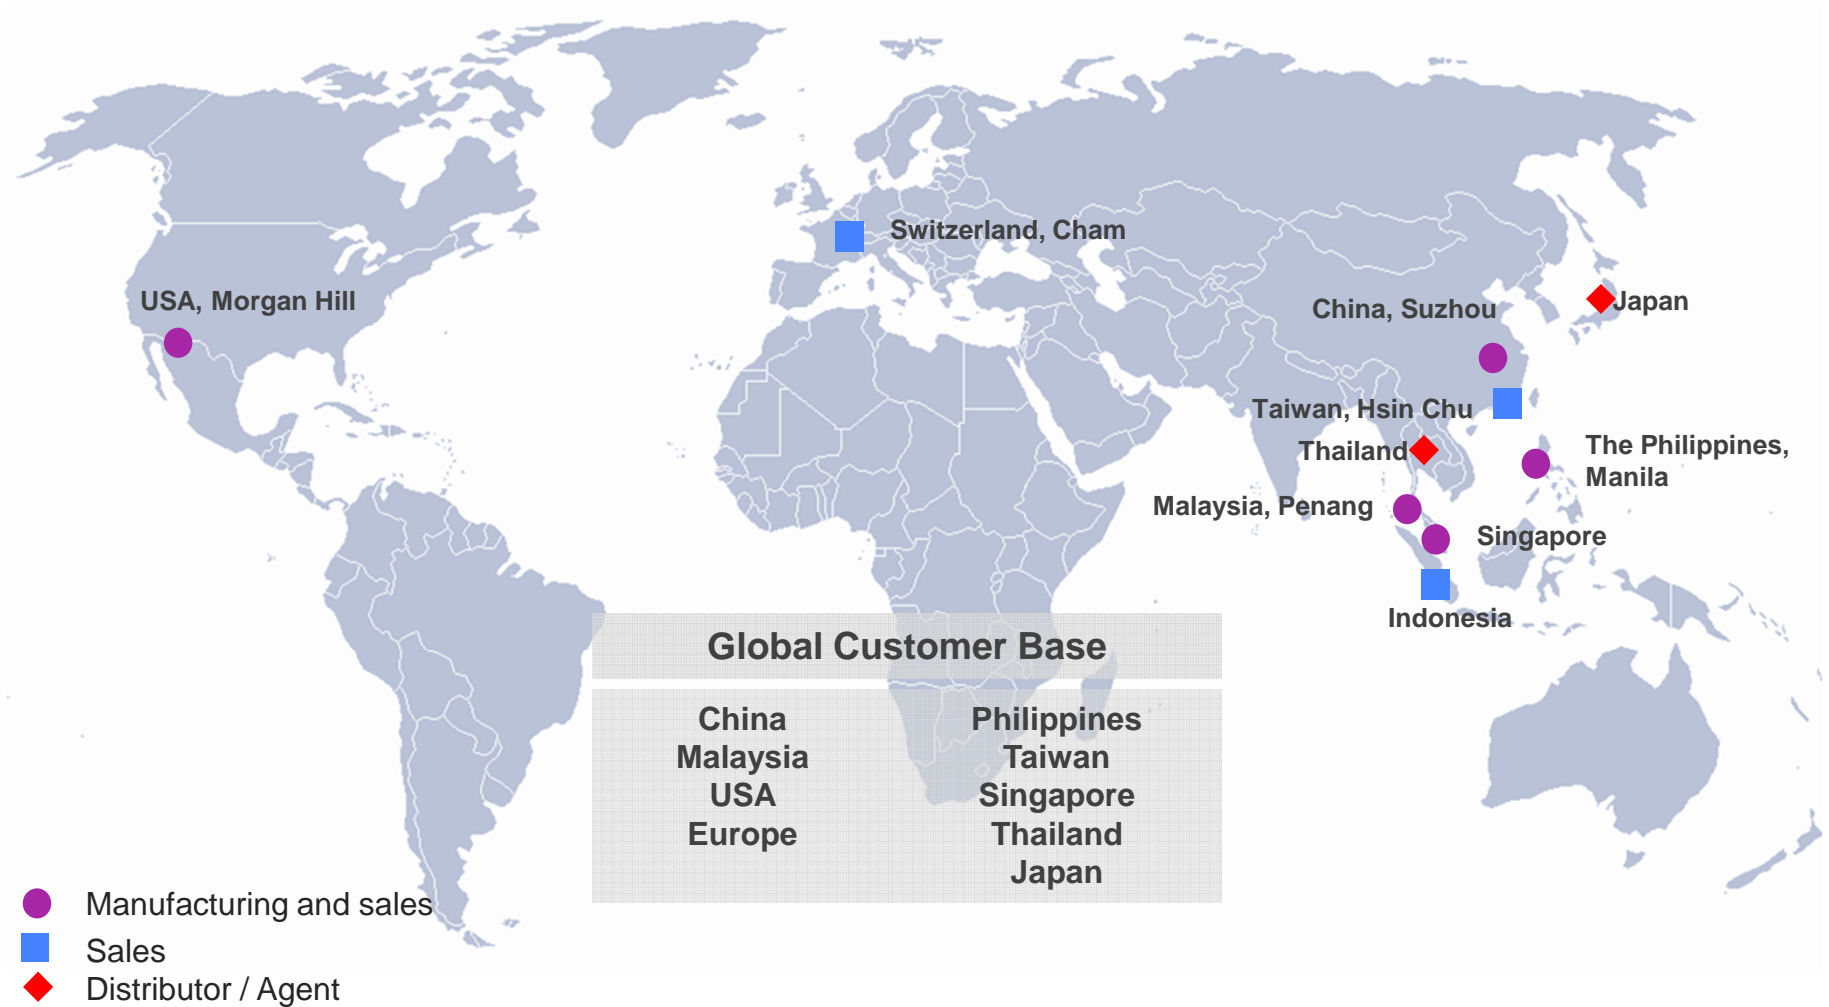 Switzerland, Cham
USA, Morgan Hill
China, Suzhou
Japan
Taiwan, Hsin Chu
Thailand
The Philippines,
Manila
Malaysia, Penang
Singapore
Indonesia
Global Customer Base
China
Malaysia
USA
Europe
Philippines
Taiwan
Singapore
Thailand
Japan
Manufacturing and sales
Sales
Distributor / Agent